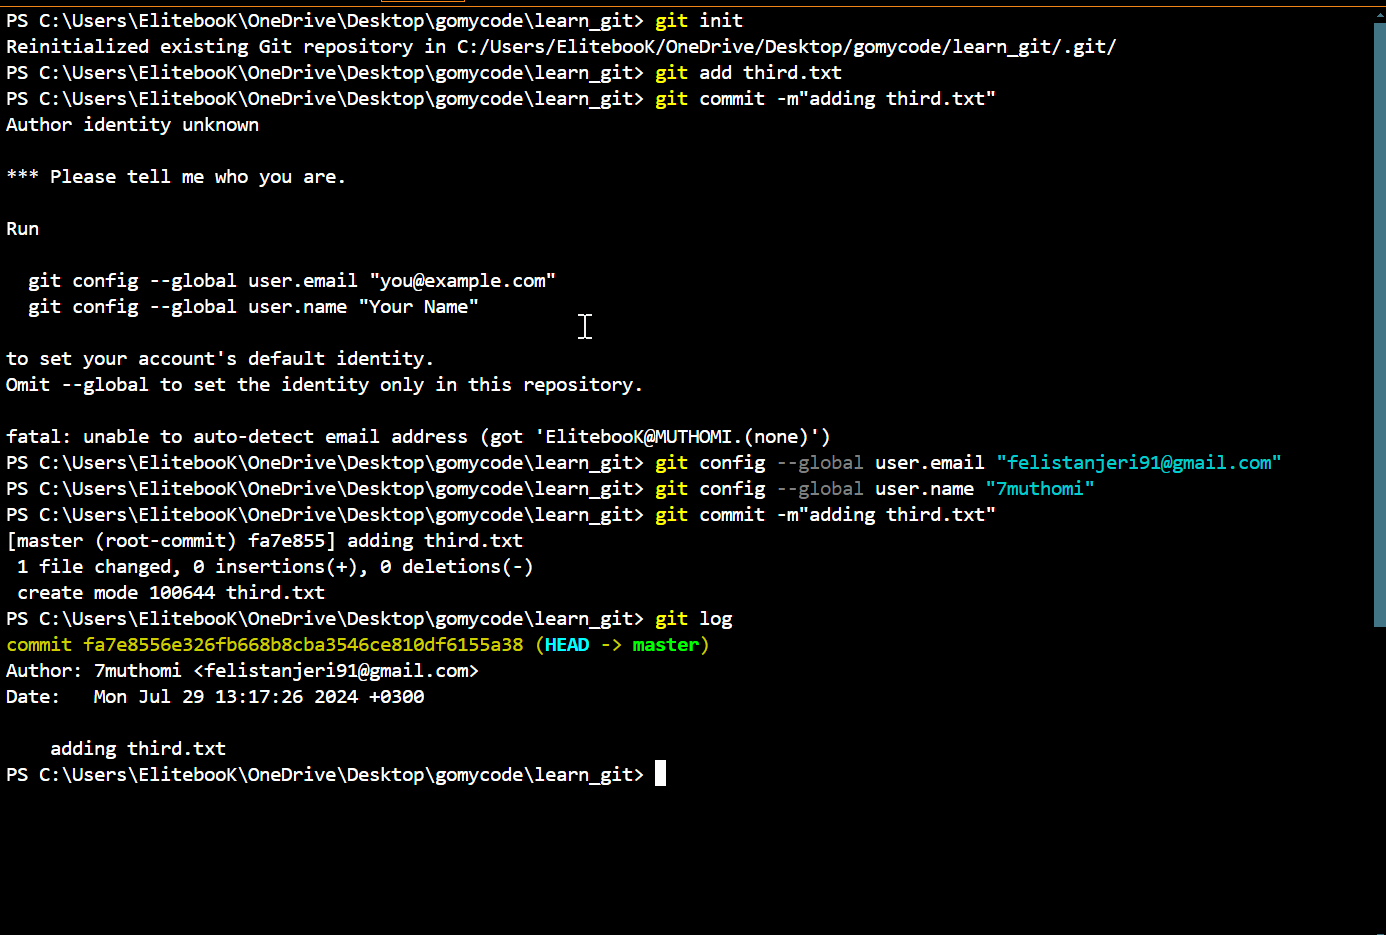 PS C:\Users\ElitebooK\OneDrive\Desktop\gomycode\learn_git> git init
Reinitialized existing Git repository in C:/Users/ElitebooK/OneDrive/Desktop/gomycode/learn_git/.git/
PS C:\Users\ElitebooK\OneDrive\Desktop\gomycode\learn_git> git add third.txt
PS C:\Users\ElitebooK\OneDrive\Desktop\gomycode\learn_git> git commit -m"adding third.txt"
Author identity unknown

*** Please tell me who you are.

Run

  git config --global user.email "you@example.com"
  git config --global user.name "Your Name"

to set your account's default identity.
Omit --global to set the identity only in this repository.

fatal: unable to auto-detect email address (got 'ElitebooK@MUTHOMI.(none)')
PS C:\Users\ElitebooK\OneDrive\Desktop\gomycode\learn_git> git config --global user.email "felistanjeri91@gmail.com"
PS C:\Users\ElitebooK\OneDrive\Desktop\gomycode\learn_git> git config --global user.name "7muthomi"
PS C:\Users\ElitebooK\OneDrive\Desktop\gomycode\learn_git> git commit -m"adding third.txt"
[master (root-commit) fa7e855] adding third.txt
 1 file changed, 0 insertions(+), 0 deletions(-)
 create mode 100644 third.txt
PS C:\Users\ElitebooK\OneDrive\Desktop\gomycode\learn_git> git log
commit fa7e8556e326fb668b8cba3546ce810df6155a38 (HEAD -> master)
Author: 7muthomi <felistanjeri91@gmail.com>
Date:   Mon Jul 29 13:17:26 2024 +0300

    adding third.txt
PS C:\Users\ElitebooK\OneDrive\Desktop\gomycode\learn_git>